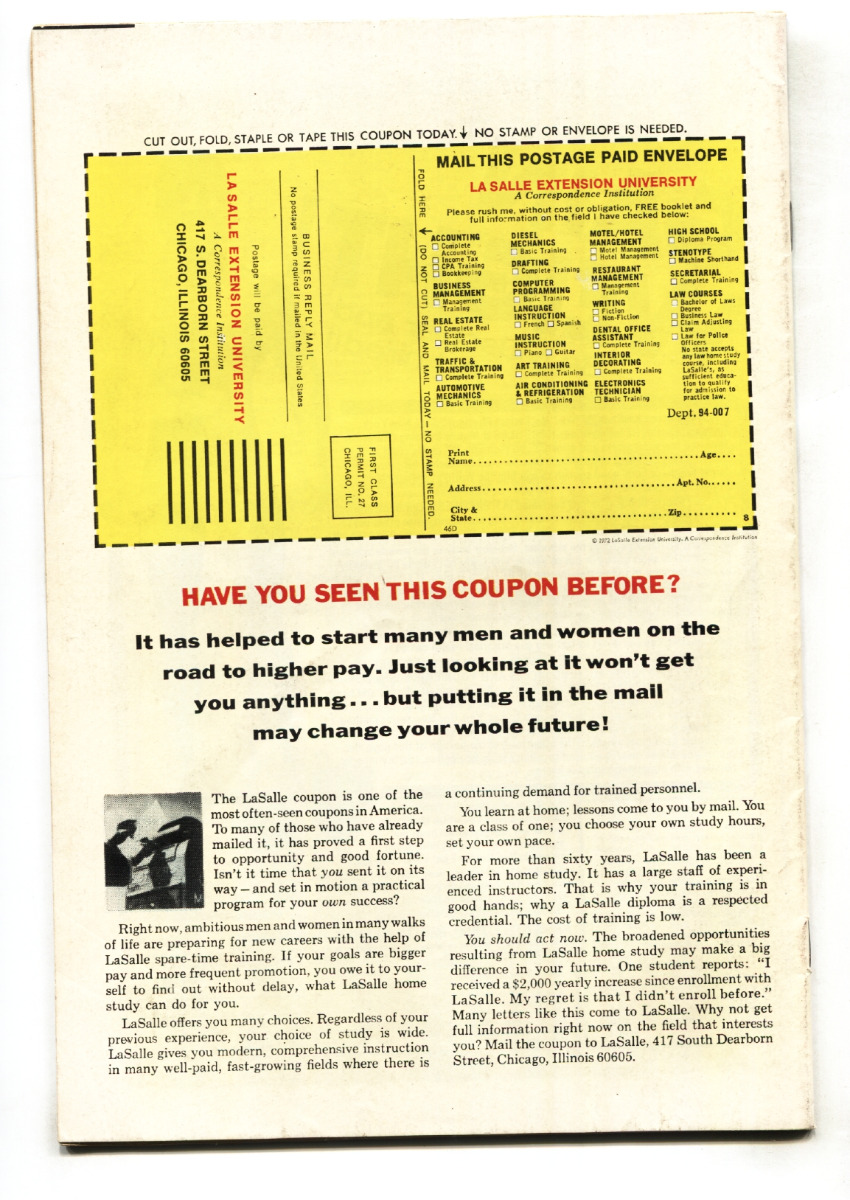 CUT OUT, FOLD, STAPLE OR TAPE THIS COUPON TODAY. ↓ NO STAMP OR ENVELOPE IS NEEDED.
LA SALLE EXTENSION UNIVERSITY
A Correspondence Institution
417 S. DEARBORN STREET
CHICAGO, ILLINOIS 60605
Postage will be paid by
BUSINESS REPLY MAIL
No postage stamp required if mailed in the United States
FIRST CLASS
PERMIT NO. 27
CHICAGO, ILL.
FOLD HERE ↓ (DO NOT CUT) SEAL AND MAIL TODAY — NO STAMP NEEDED.
MAIL THIS POSTAGE PAID ENVELOPE
LA SALLE EXTENSION UNIVERSITY
A Correspondence Institution
Please rush me, without cost or obligation, FREE booklet and
full information on the field I have checked below:
ACCOUNTING
☐ Complete
Accounting
☐ Income Tax
☐ CPA Training
☐ Bookkeeping
BUSINESS
MANAGEMENT
☐ Management
Training
REAL ESTATE
☐ Complete Real
Estate
☐ Real Estate
Brokerage
TRAFFIC &
TRANSPORTATION
☐ Complete Training
AUTOMOTIVE
MECHANICS
☐ Basic Training
DIESEL
MECHANICS
☐ Basic Training
DRAFTING
☐ Complete Training
COMPUTER
PROGRAMMING
☐ Basic Training
LANGUAGE
INSTRUCTION
☐ French ☐ Spanish
MUSIC
INSTRUCTION
☐ Piano ☐ Guitar
ART TRAINING
☐ Complete Training
AIR CONDITIONING
& REFRIGERATION
☐ Basic Training
MOTEL/HOTEL
MANAGEMENT
☐ Motel Management
☐ Hotel Management
RESTAURANT
MANAGEMENT
☐ Management
Training
WRITING
☐ Fiction
☐ Non-Fiction
DENTAL OFFICE
ASSISTANT
☐ Complete Training
INTERIOR
DECORATING
☐ Complete Training
ELECTRONICS
TECHNICIAN
☐ Basic Training
HIGH SCHOOL
☐ Diploma Program
STENOTYPE
☐ Machine Shorthand
SECRETARIAL
☐ Complete Training
LAW COURSES
☐ Bachelor of Laws
Degree
☐ Business Law
☐ Claim Adjusting
Law
☐ Law for Police
Officers
No state accepts
any law home study
course, including
LaSalle's, as
sufficient educa-
tion to qualify
for admission to
practice law.
Dept. 94-007
Print
Name.......................................Age....
Address...................................Apt. No......
City &
State...................................Zip..........
46D
8
© 1972 LaSalle Extension University, A Correspondence Institution
HAVE YOU SEEN THIS COUPON BEFORE?
It has helped to start many men and women on the
road to higher pay. Just looking at it won't get
you anything...but putting it in the mail
may change your whole future!
The LaSalle coupon is one of the
most often-seen coupons in America.
To many of those who have already
mailed it, it has proved a first step
to opportunity and good fortune.
Isn't it time that you sent it on its
way — and set in motion a practical
program for your own success?
Right now, ambitious men and women in many walks
of life are preparing for new careers with the help of
LaSalle spare-time training. If your goals are bigger
pay and more frequent promotion, you owe it to your-
self to find out without delay, what LaSalle home
study can do for you.
LaSalle offers you many choices. Regardless of your
previous experience, your choice of study is wide.
LaSalle gives you modern, comprehensive instruction
in many well-paid, fast-growing fields where there is
a continuing demand for trained personnel.
You learn at home; lessons come to you by mail. You
are a class of one; you choose your own study hours,
set your own pace.
For more than sixty years, LaSalle has been a
leader in home study. It has a large staff of experi-
enced instructors. That is why your training is in
good hands; why a LaSalle diploma is a respected
credential. The cost of training is low.
You should act now. The broadened opportunities
resulting from LaSalle home study may make a big
difference in your future. One student reports: "I
received a $2,000 yearly increase since enrollment with
LaSalle. My regret is that I didn't enroll before."
Many letters like this come to LaSalle. Why not get
full information right now on the field that interests
you? Mail the coupon to LaSalle, 417 South Dearborn
Street, Chicago, Illinois 60605.